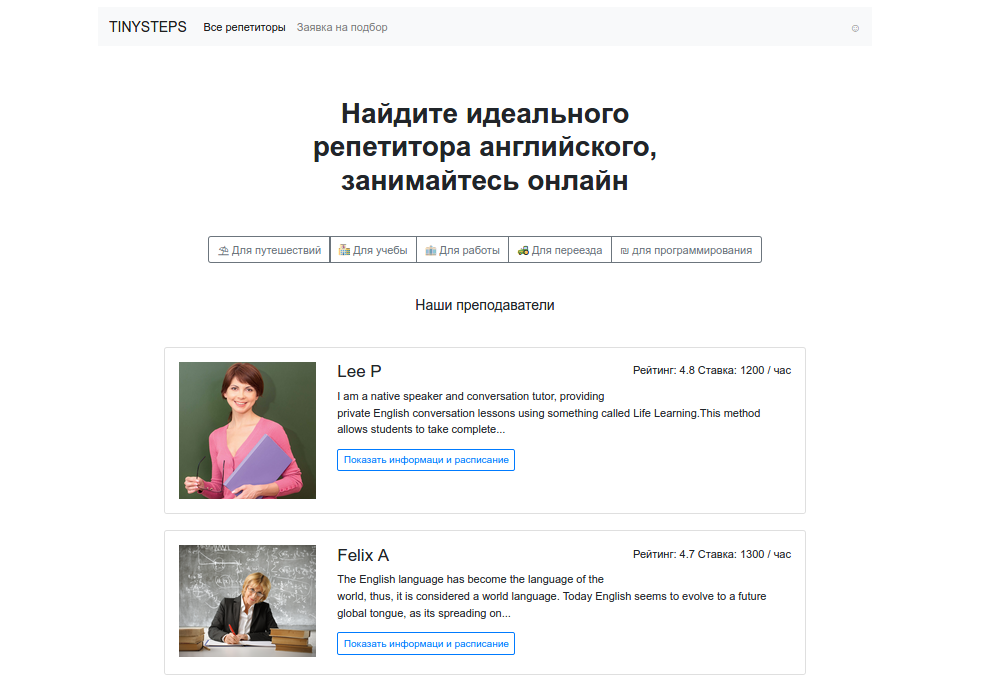 TINYSTEPS Все репетиторы Заявка на подбор
Найдите идеального
репетитора английского,
занимайтесь онлайн
Для путешествий Для учебы Для работы Для переезда для программирования
Наши преподаватели
Lee P Рейтинг: 4.8 Ставка: 1200 / час
I am a native speaker and conversation tutor, providing
private English conversation lessons using something called Life Learning.This method
allows students to take complete...
Показать информаци и расписание
Felix A Рейтинг: 4.7 Ставка: 1300 / час
The English language has become the language of the
world, thus, it is considered a world language. Today English seems to evolve to a future
global tongue, as its spreading on...
Показать информаци и расписание